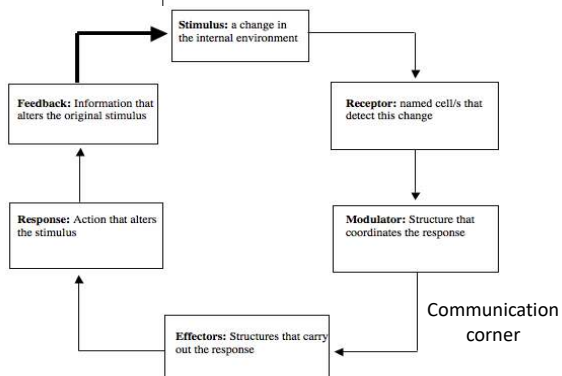 Stimulus: a change in
the internal environment
Receptor: named cell/s that
detect this change
Modulator: Structure that
coordinates the response
Communication
corner
Effectors: Structures that carry
out the response
Response: Action that alters
the stimulus
Feedback: Information that
alters the original stimulus